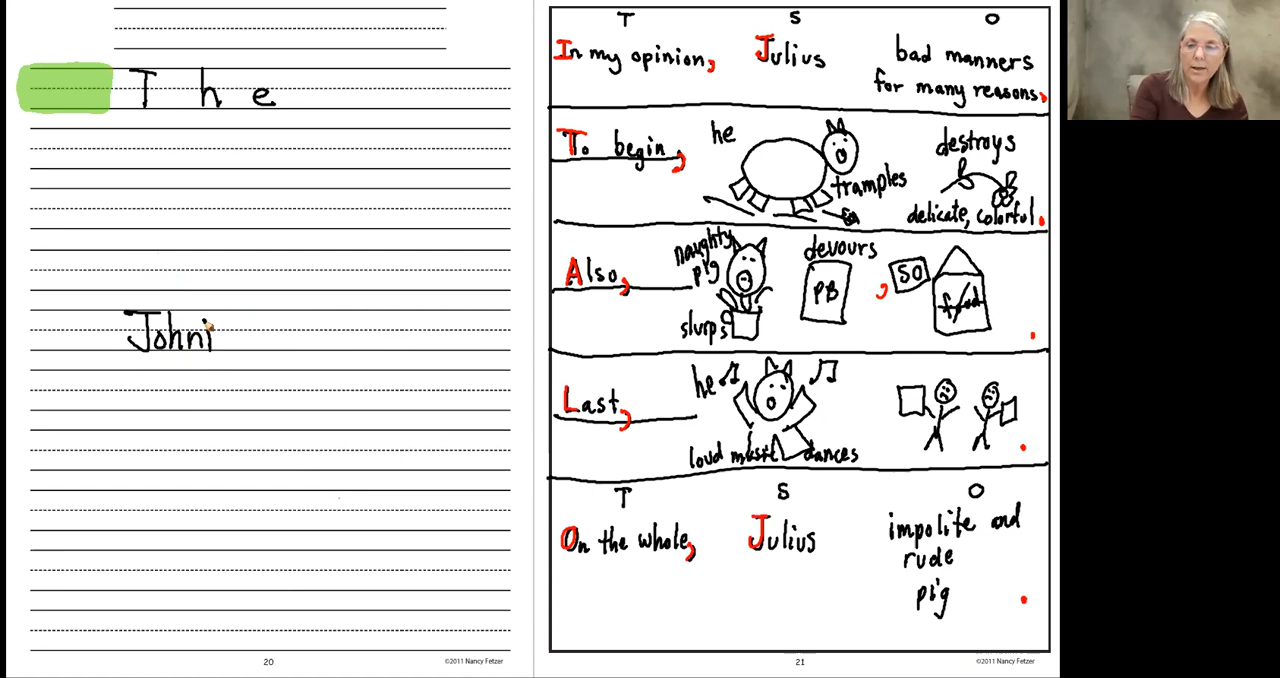 T h e
Johni
20
©2011 Nancy Fetzer
T S O
In my opinion, Julius bad manners
for many reasons.
To begin, he tramples destroys
delicate, colorful.
Also, naughty pig devours
slurps PB , SO food .
Last, he
loud music dances .
T S O
On the whole, Julius impolite and
rude
pig .
21
©2011 Nancy Fetzer